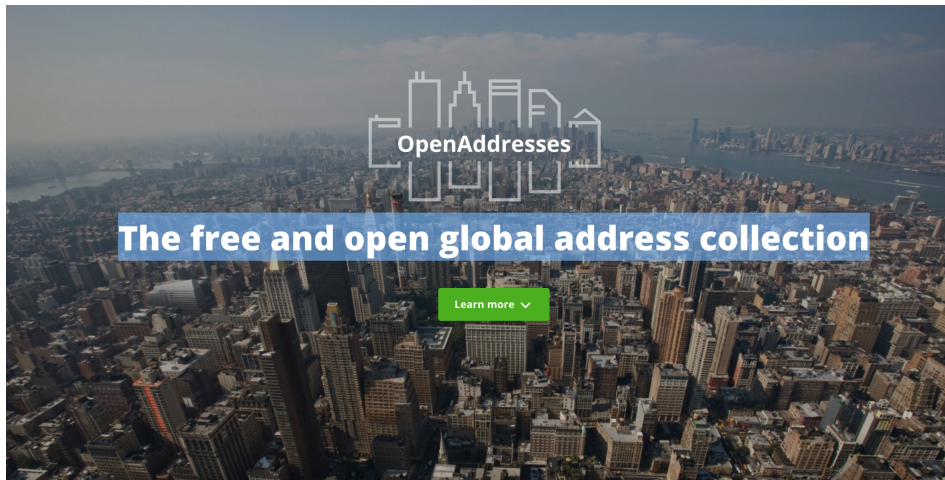 OpenAddresses
The free and open global address collection
Learn more